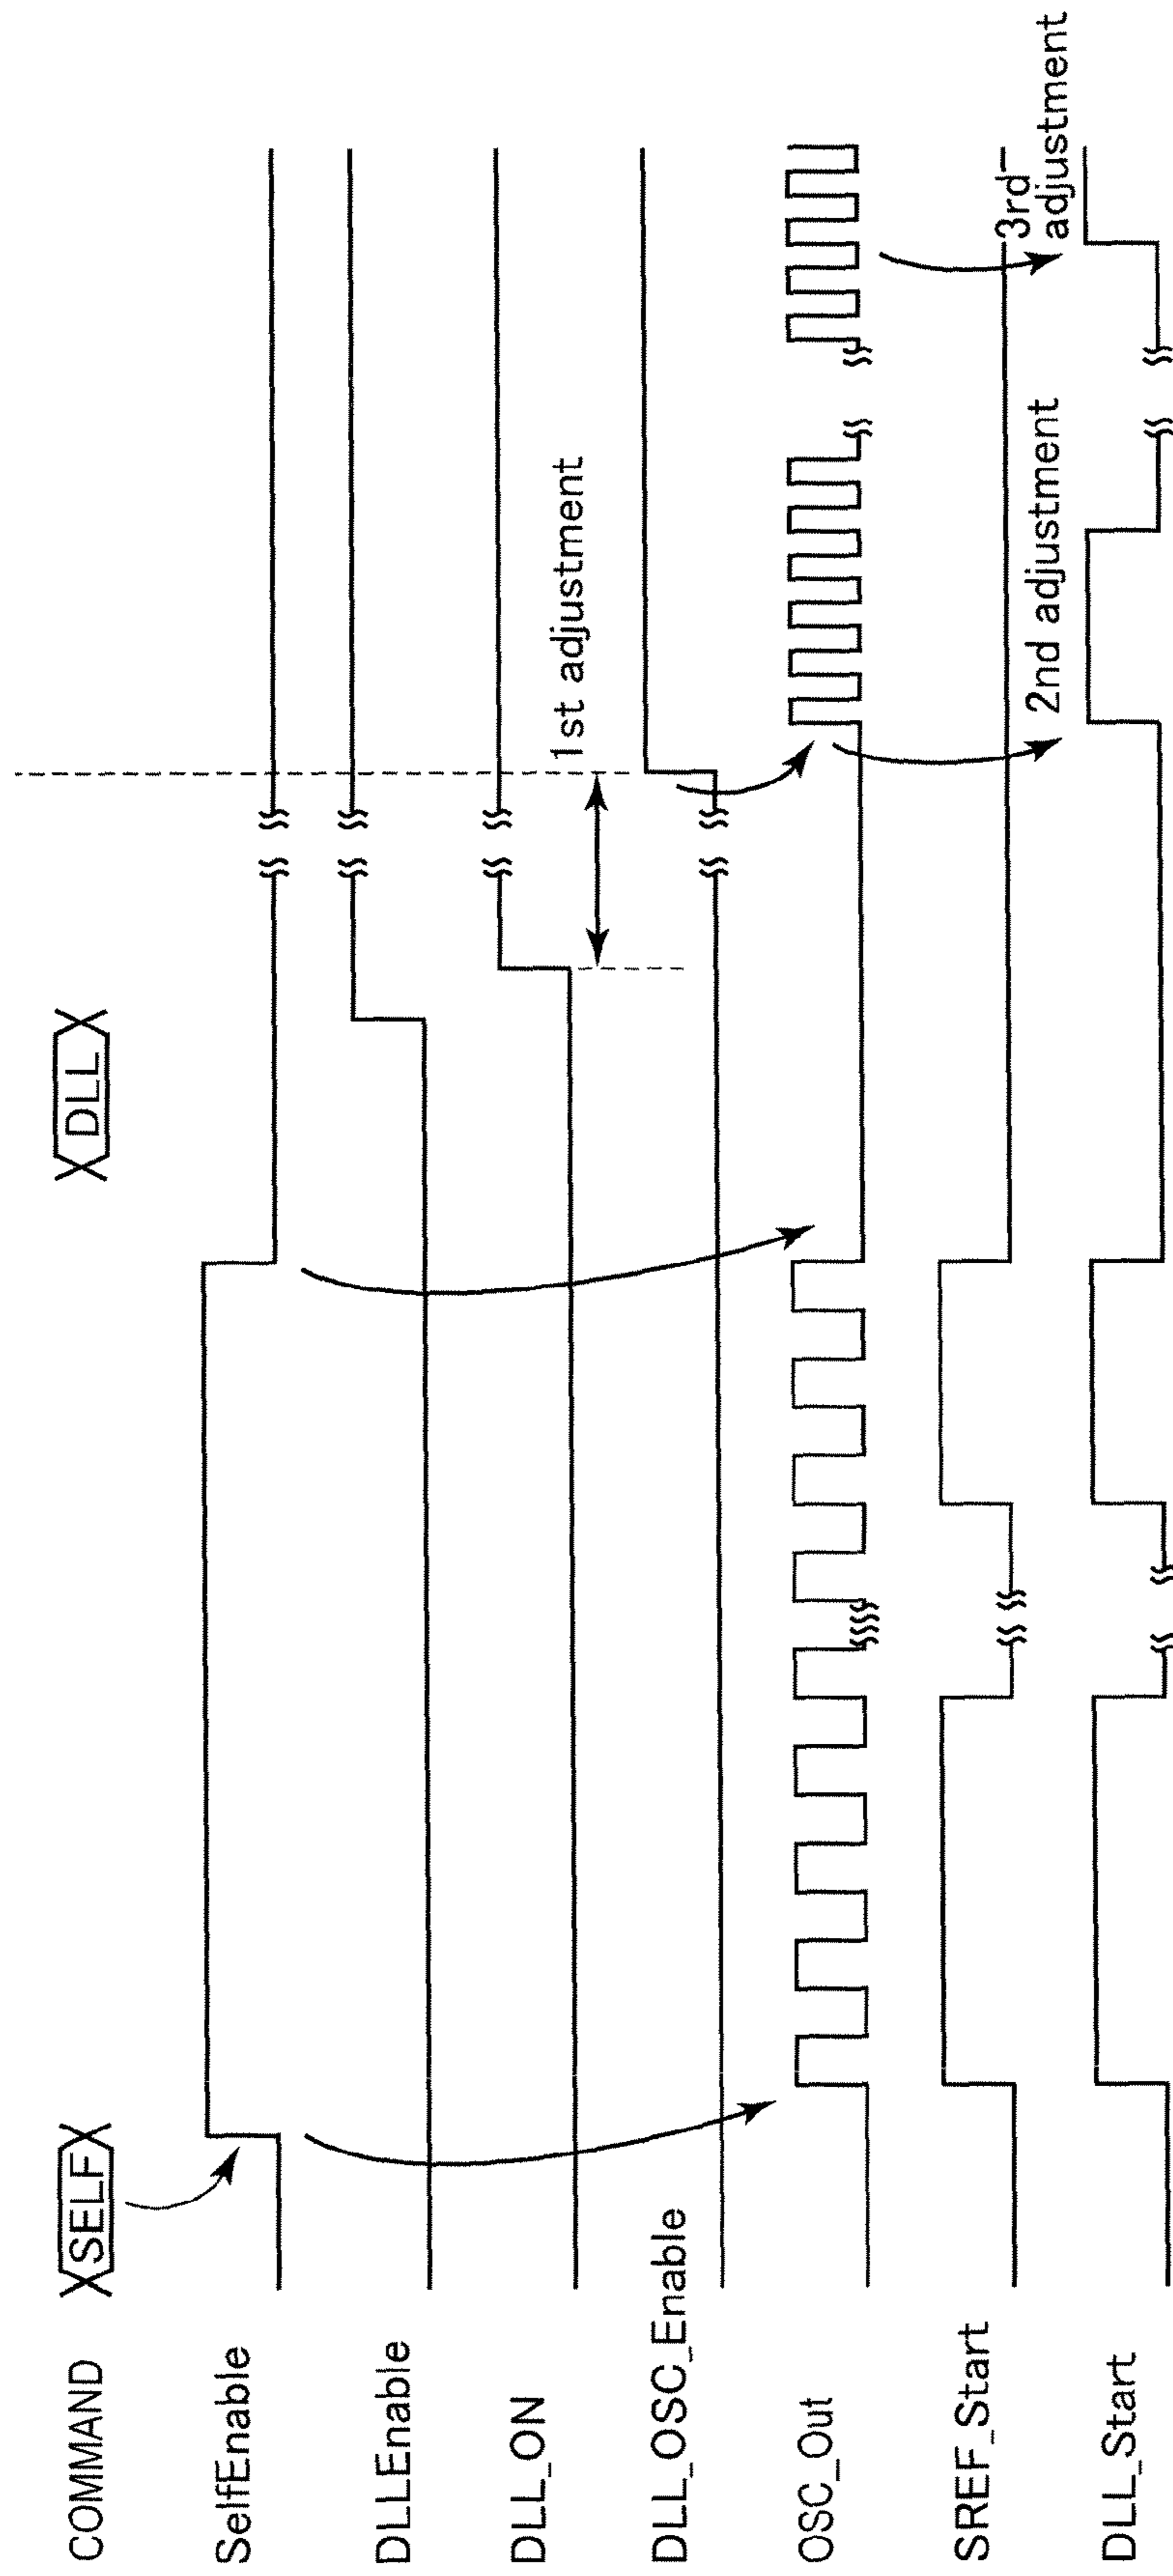 COMMAND
SELF
DLL
SelfEnable
DLLEnable
DLL_ON
1st adjustment
DLL_OSC_Enable
OSC_Out
SREF_Start
2nd adjustment
3rd
adjustment
DLL_Start